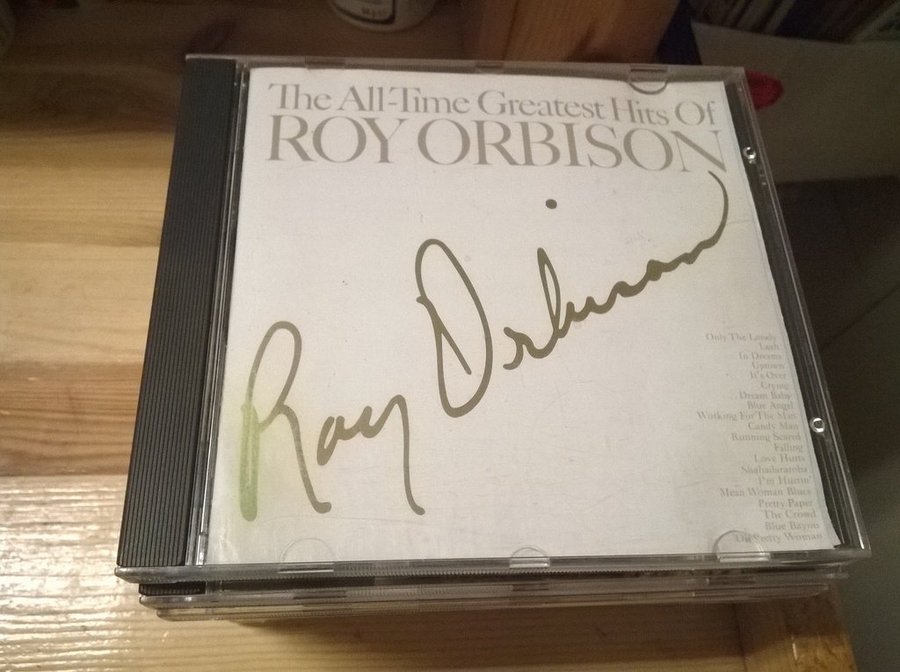 The All-Time Greatest Hits Of
ROY ORBISON
Roy Orbison
Only The Lonely
Leah
In Dreams
Uptown
It's Over
Crying
Dream Baby
Blue Angel
Working For The Man
Candy Man
Running Scared
Falling
Love Hurts
Shahadaroba
I'm Hurtin'
Mean Woman Blues
Pretty Paper
The Crowd
Blue Bayou
Oh Pretty Woman